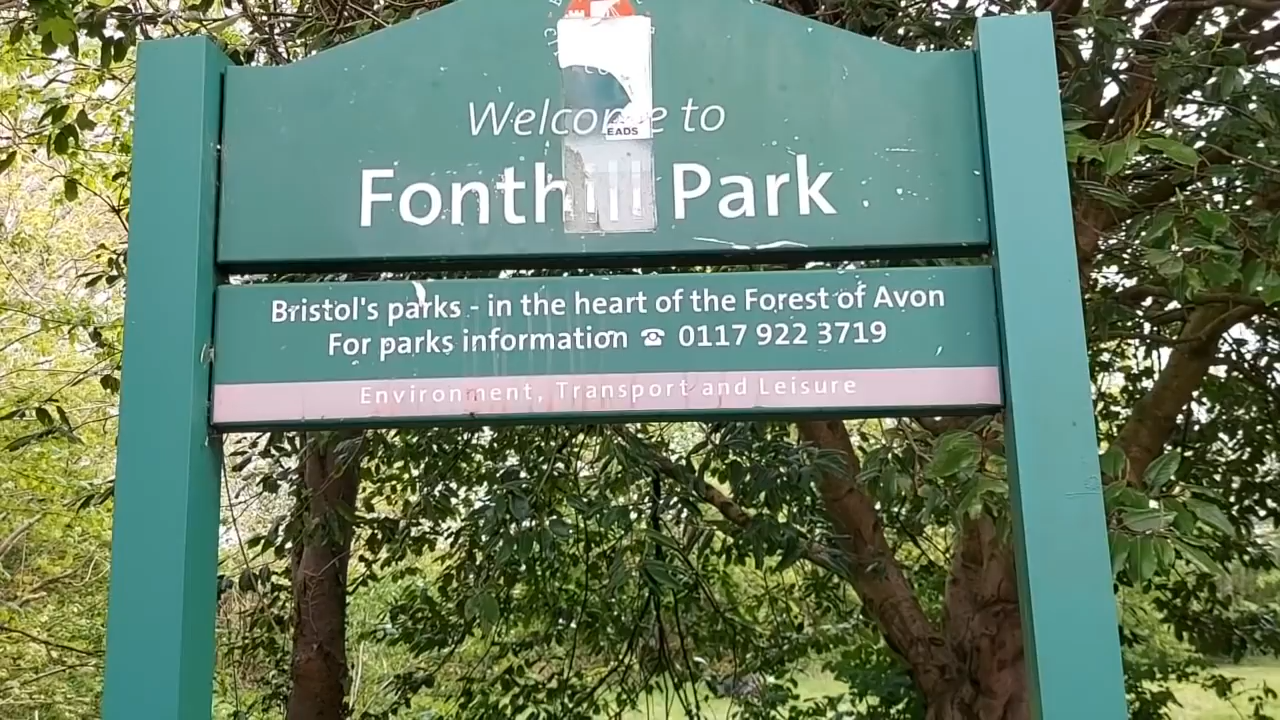 Welcome to
EADS
Fonthill Park
Bristol's parks - in the heart of the Forest of Avon
For parks information ☎ 0117 922 3719
Environment, Transport and Leisure